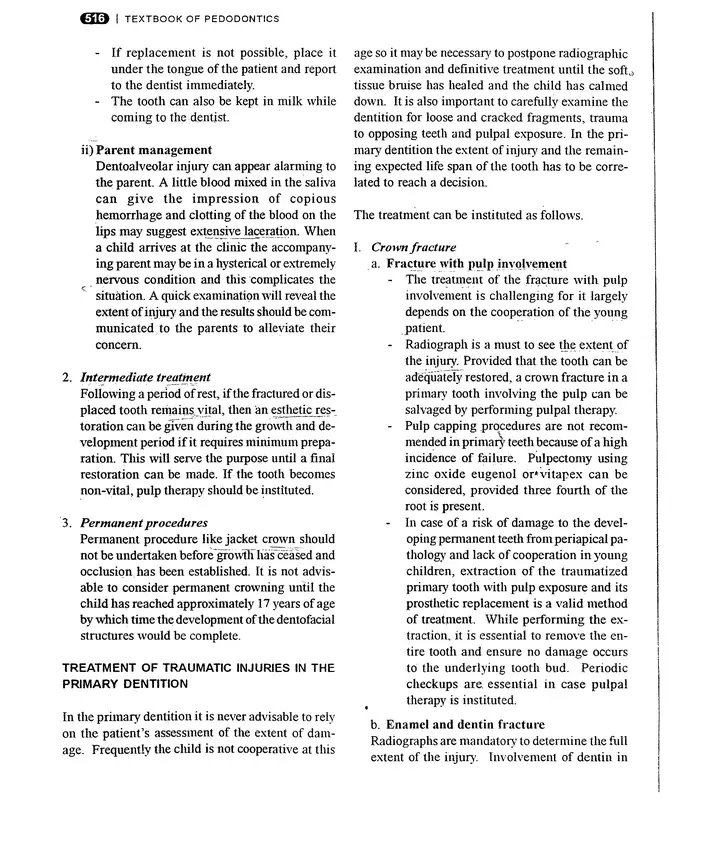 516 | TEXTBOOK OF PEDODONTICS
- If replacement is not possible, place it
under the tongue of the patient and report
to the dentist immediately.
- The tooth can also be kept in milk while
coming to the dentist.
ii) Parent management
Dentoalveolar injury can appear alarming to
the parent. A little blood mixed in the saliva
can give the impression of copious
hemorrhage and clotting of the blood on the
lips may suggest extensive laceration. When
a child arrives at the clinic the accompany-
ing parent may be in a hysterical or extremely
nervous condition and this complicates the
situation. A quick examination will reveal the
extent of injury and the results should be com-
municated to the parents to alleviate their
concern.
2. Intermediate treatment
Following a period of rest, if the fractured or dis-
placed tooth remains vital, then an esthetic res-
toration can be given during the growth and de-
velopment period if it requires minimum prepa-
ration. This will serve the purpose until a final
restoration can be made. If the tooth becomes
non-vital, pulp therapy should be instituted.
3. Permanent procedures
Permanent procedure like jacket crown should
not be undertaken before growth has ceased and
occlusion has been established. It is not advis-
able to consider permanent crowning until the
child has reached approximately 17 years of age
by which time the development of the dentofacial
structures would be complete.
TREATMENT OF TRAUMATIC INJURIES IN THE
PRIMARY DENTITION
In the primary dentition it is never advisable to rely
on the patient's assessment of the extent of dam-
age. Frequently the child is not cooperative at this
age so it may be necessary to postpone radiographic
examination and definitive treatment until the soft
tissue bruise has healed and the child has calmed
down. It is also important to carefully examine the
dentition for loose and cracked fragments, trauma
to opposing teeth and pulpal exposure. In the pri-
mary dentition the extent of injury and the remain-
ing expected life span of the tooth has to be corre-
lated to reach a decision.
The treatment can be instituted as follows.
I. Crown fracture
a. Fracture with pulp involvement
- The treatment of the fracture with pulp
involvement is challenging for it largely
depends on the cooperation of the young
patient.
- Radiograph is a must to see the extent of
the injury. Provided that the tooth can be
adequately restored, a crown fracture in a
primary tooth involving the pulp can be
salvaged by performing pulpal therapy.
- Pulp capping procedures are not recom-
mended in primary teeth because of a high
incidence of failure. Pulpectomy using
zinc oxide eugenol or vitapex can be
considered, provided three fourth of the
root is present.
- In case of a risk of damage to the devel-
oping permanent teeth from periapical pa-
thology and lack of cooperation in young
children, extraction of the traumatized
primary tooth with pulp exposure and its
prosthetic replacement is a valid method
of treatment. While performing the ex-
traction, it is essential to remove the en-
tire tooth and ensure no damage occurs
to the underlying tooth bud. Periodic
checkups are essential in case pulpal
therapy is instituted.
b. Enamel and dentin fracture
Radiographs are mandatory to determine the full
extent of the injury. Involvement of dentin in